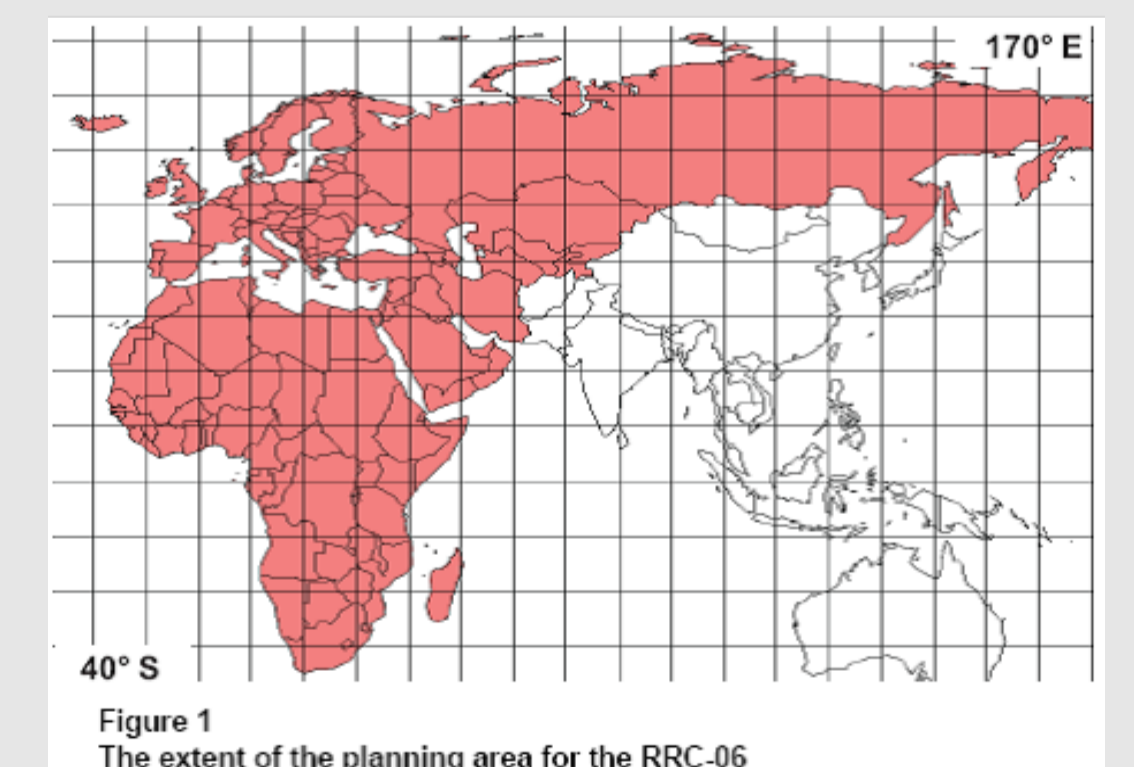 170° E
40° S
Figure 1
The extent of the planning area for the RRC-06